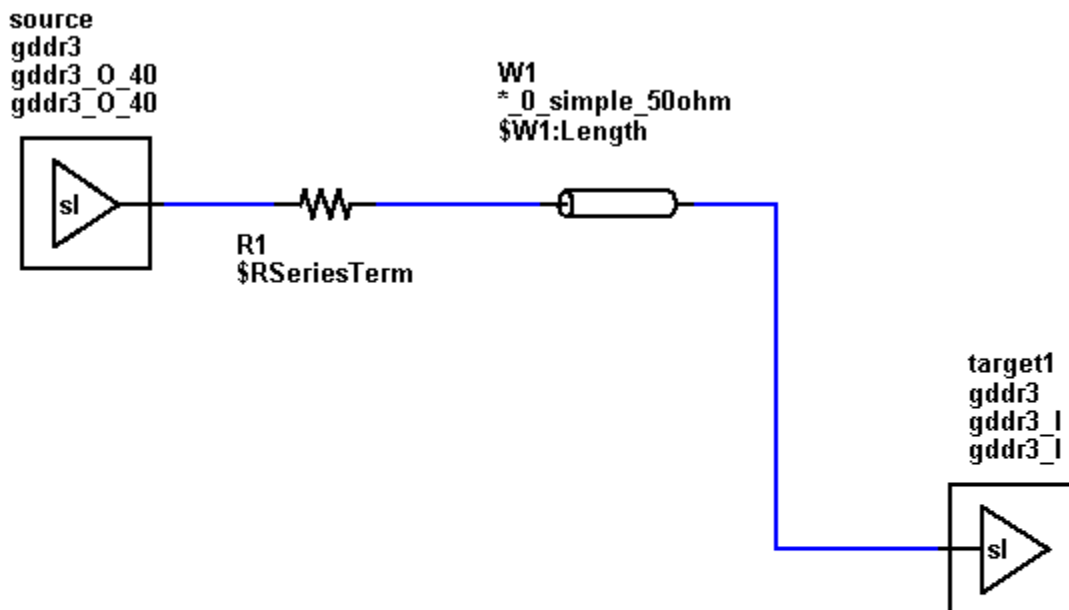 source
gddr3
gddr3_O_40
gddr3_O_40
sl
R1
$RSeriesTerm
W1
*_0_simple_50ohm
$W1:Length
target1
gddr3
gddr3_I
gddr3_I
sl